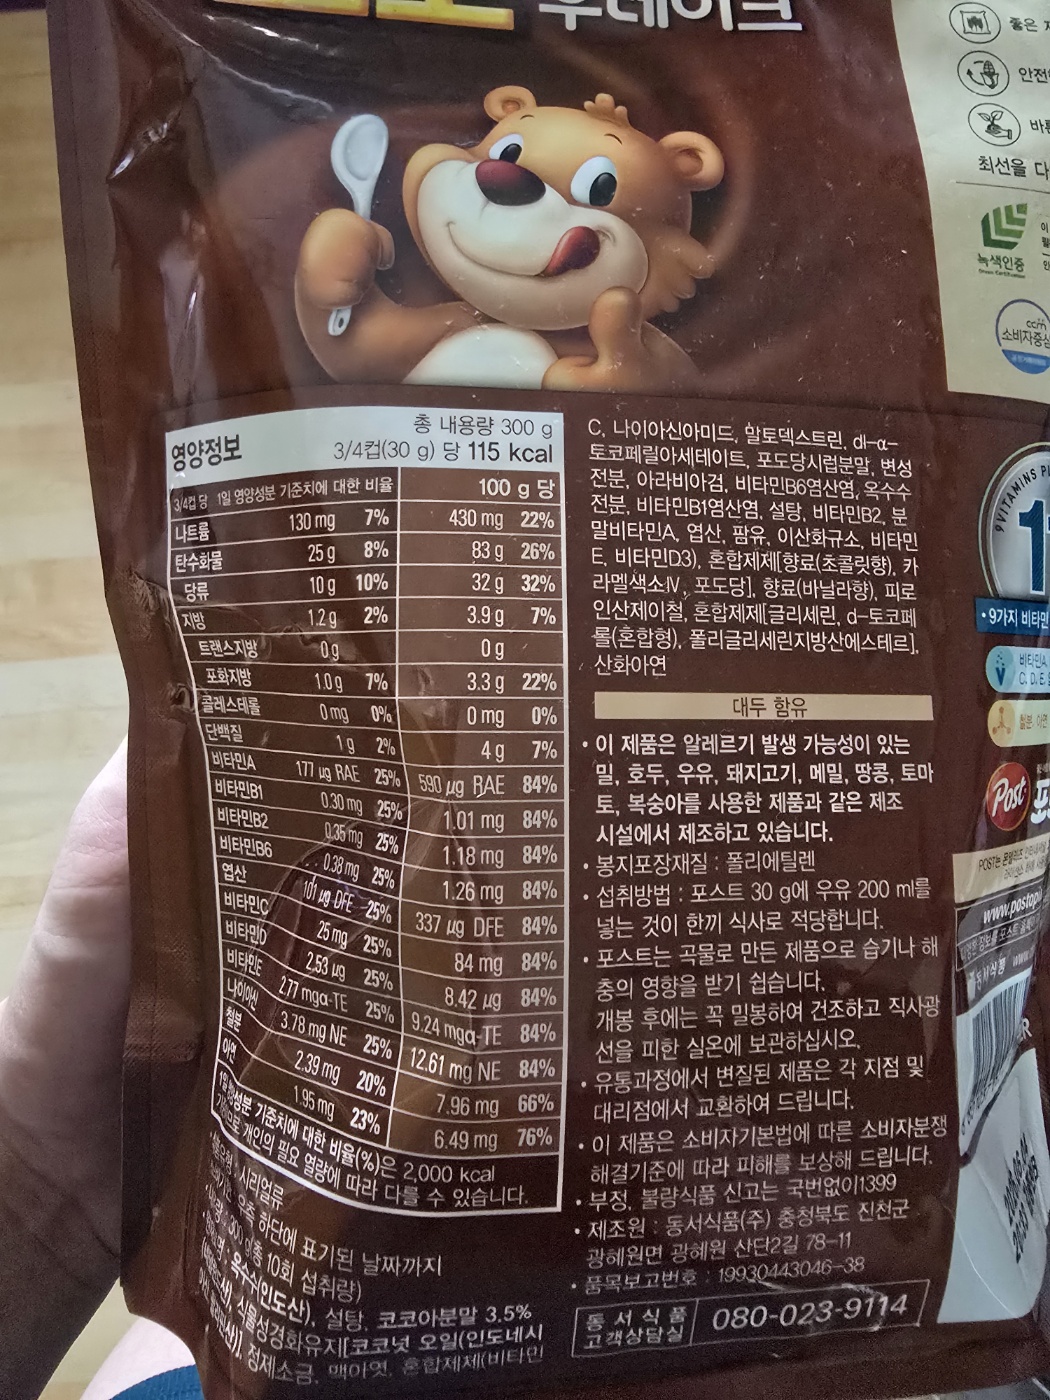 후레이크
좋은
최선을 다
녹색인증
Green Certification
ccm
소비자중심
영양정보
총 내용량 300 g
3/4컵(30 g) 당 115 kcal
3/4컵 당 1일 영양성분 기준치에 대한 비율 100 g 당
나트륨 130 mg 7% 430 mg 22%
탄수화물 25 g 8% 83 g 26%
당류 10 g 10% 32 g 32%
지방 1.2 g 2% 3.9 g 7%
트랜스지방 0 g 0 g
포화지방 1.0 g 7% 3.3 g 22%
콜레스테롤 0 mg 0% 0 mg 0%
단백질 1 g 2% 4 g 7%
비타민A 177 µg RAE 25% 590 µg RAE 84%
비타민B1 0.30 mg 25% 1.01 mg 84%
비타민B2 0.35 mg 25% 1.18 mg 84%
비타민B6 0.38 mg 25% 1.26 mg 84%
엽산 101 µg DFE 25% 337 µg DFE 84%
비타민C 25 mg 25% 84 mg 84%
비타민D 2.53 µg 25% 8.42 µg 84%
비타민E 2.77 mgα-TE 25% 9.24 mgα-TE 84%
나이아신 3.78 mg NE 25% 12.61 mg NE 84%
철분 2.39 mg 20% 7.96 mg 66%
아연 1.95 mg 23% 6.49 mg 76%
1일 영양성분 기준치에 대한 비율(%)은 2,000 kcal
기준이므로 개인의 필요 열량에 따라 다를 수 있습니다.
시리얼류
하단에 표기된 날짜까지
(총 10회 섭취량)
옥수수(인도산), 설탕, 코코아분말 3.5%
식물성경화유지[코코넛 오일(인도네시
정제소금, 맥아엿, 혼합제제(비타민
C, 나이아신아미드, 말토덱스트린, dl-α-
토코페릴아세테이트, 포도당시럽분말, 변성
전분, 아라비아검, 비타민B6염산염, 옥수수
전분, 비타민B1염산염, 설탕, 비타민B2, 분
말비타민A, 엽산, 팜유, 이산화규소, 비타민
E, 비타민D3), 혼합제제[향료(초콜릿향), 카
라멜색소Ⅳ, 포도당], 향료(바닐라향), 피로
인산제이철, 혼합제제[글리세린, d-토코페
롤(혼합형), 폴리글리세린지방산에스테르],
산화아연
대두 함유
• 이 제품은 알레르기 발생 가능성이 있는
밀, 호두, 우유, 돼지고기, 메밀, 땅콩, 토마
토, 복숭아를 사용한 제품과 같은 제조
시설에서 제조하고 있습니다.
• 봉지포장재질 : 폴리에틸렌
• 섭취방법 : 포스트 30 g에 우유 200 ml를
넣는 것이 한끼 식사로 적당합니다.
• 포스트는 곡물로 만든 제품으로 습기나 해
충의 영향을 받기 쉽습니다.
개봉 후에는 꼭 밀봉하여 건조하고 직사광
선을 피한 실온에 보관하십시오.
• 유통과정에서 변질된 제품은 각 지점 및
대리점에서 교환하여 드립니다.
• 이 제품은 소비자기본법에 따른 소비자분쟁
해결기준에 따라 피해를 보상해 드립니다.
• 부정, 불량식품 신고는 국번없이1399
• 제조원 : 동서식품(주) 충청북도 진천군
광혜원면 광혜원 산단2길 78-11
• 품목보고번호 : 19930443046-38
동서식품
고객상담실
080-023-9114
9VITAMINS
•9가지 비타민
비타민A,
C, D, E,
철분 아연
Post
www.postop